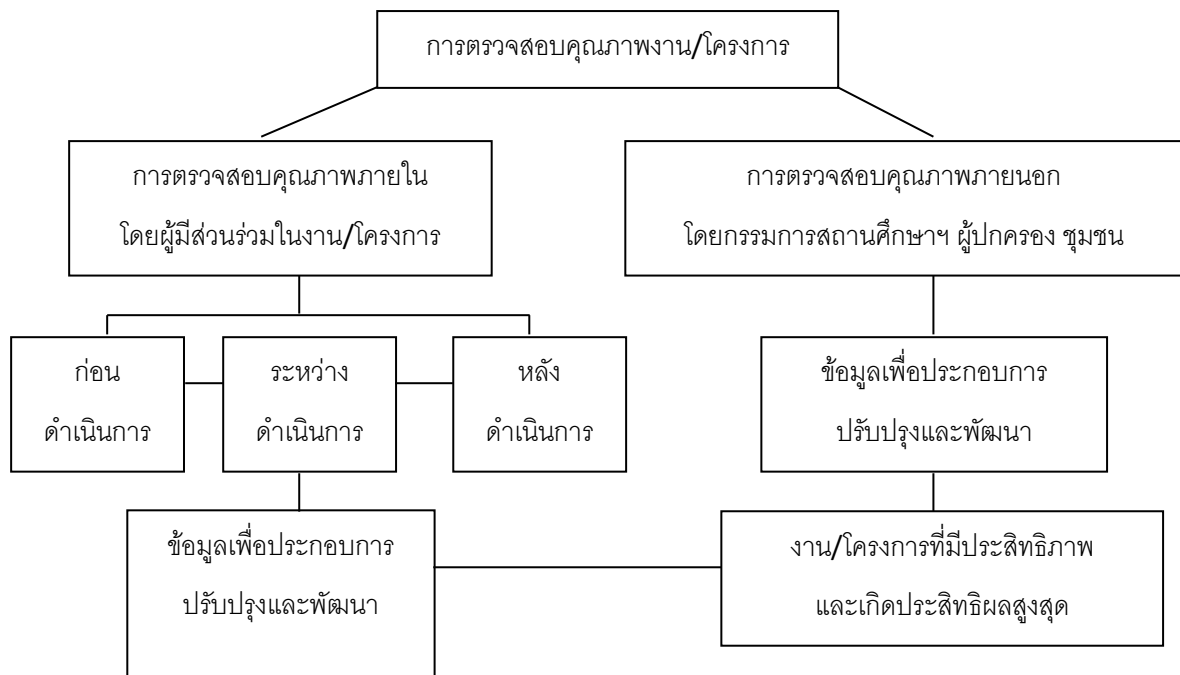 การตรวจสอบคุณภาพงาน/โครงการ
การตรวจสอบคุณภาพภายใน
โดยผู้มีส่วนร่วมในงาน/โครงการ
การตรวจสอบคุณภาพภายนอก
โดยกรรมการสถานศึกษาฯ ผู้ปกครอง ชุมชน
ก่อน
ดำเนินการ
ระหว่าง
ดำเนินการ
หลัง
ดำเนินการ
ข้อมูลเพื่อประกอบการ
ปรับปรุงและพัฒนา
ข้อมูลเพื่อประกอบการ
ปรับปรุงและพัฒนา
งาน/โครงการที่มีประสิทธิภาพ
และเกิดประสิทธิผลสูงสุด